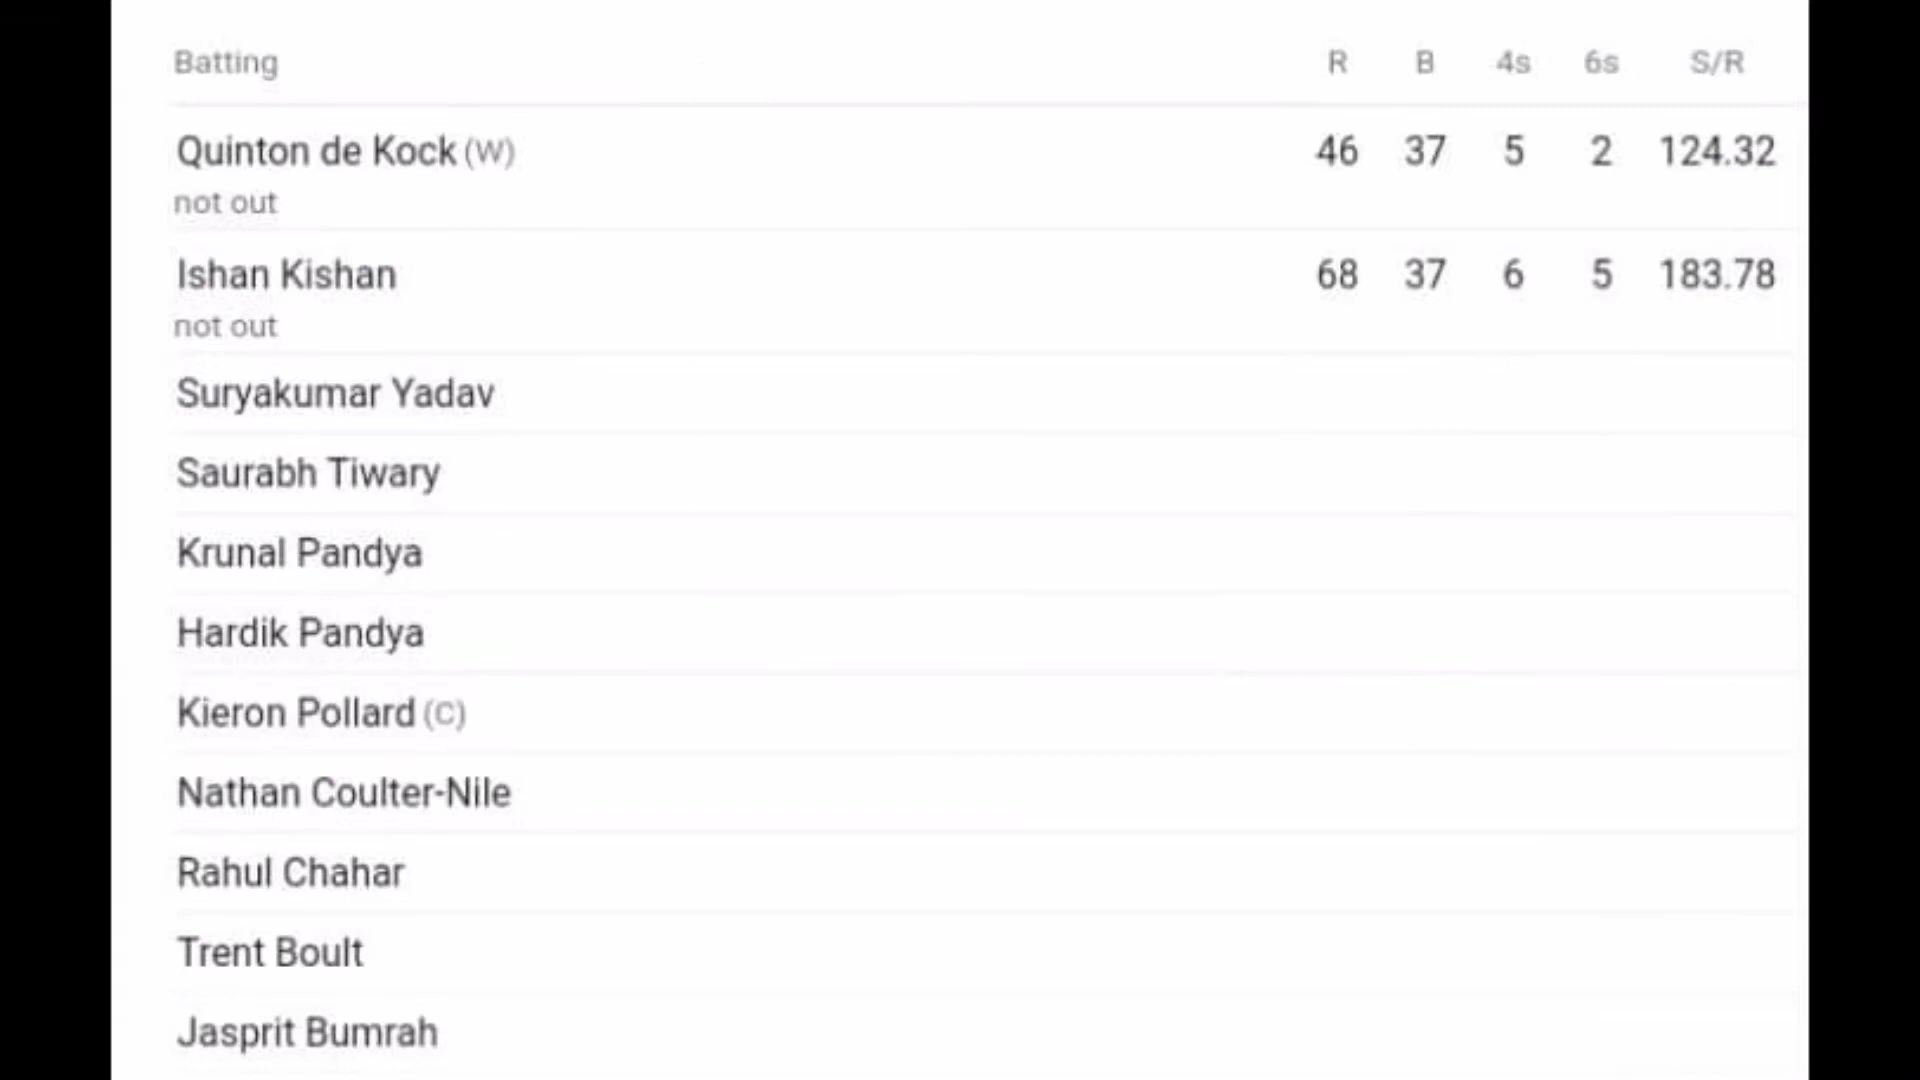 Batting R B 4s 6s S/R
Quinton de Kock (W) 46 37 5 2 124.32
not out
Ishan Kishan 68 37 6 5 183.78
not out
Suryakumar Yadav
Saurabh Tiwary
Krunal Pandya
Hardik Pandya
Kieron Pollard (C)
Nathan Coulter-Nile
Rahul Chahar
Trent Boult
Jasprit Bumrah